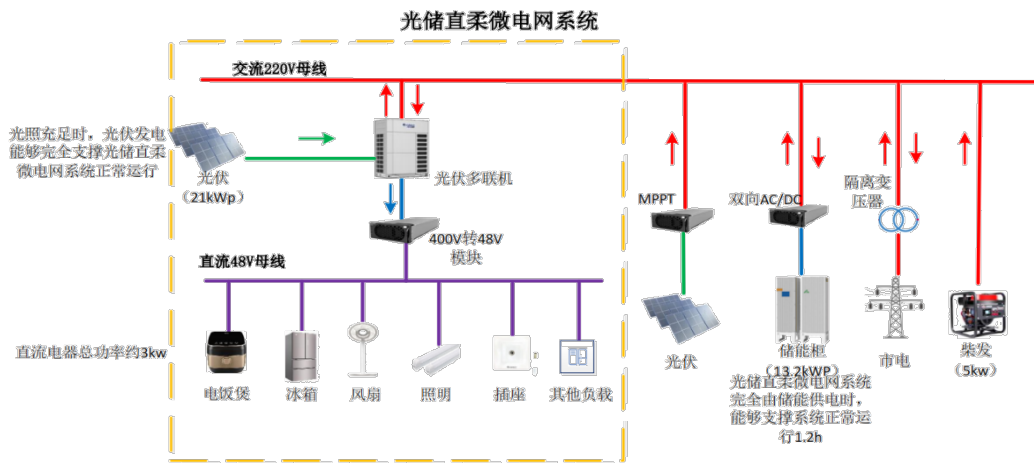 光储直柔微电网系统
交流220V母线
光照充足时，光伏发电
能够完全支撑光储直柔
微电网系统正常运行
光伏
（21kWp）
光伏多联机
400V转48V
模块
直流48V母线
直流电器总功率约3kw
电饭煲
冰箱
风扇
照明
插座
其他负载
MPPT
双向AC/DC
隔离变
压器
光伏
储能柜
（13.2kWP）
光储直柔微电网系统
完全由储能供电时，
能够支撑系统正常运
行1.2h
市电
柴发
（5kw）